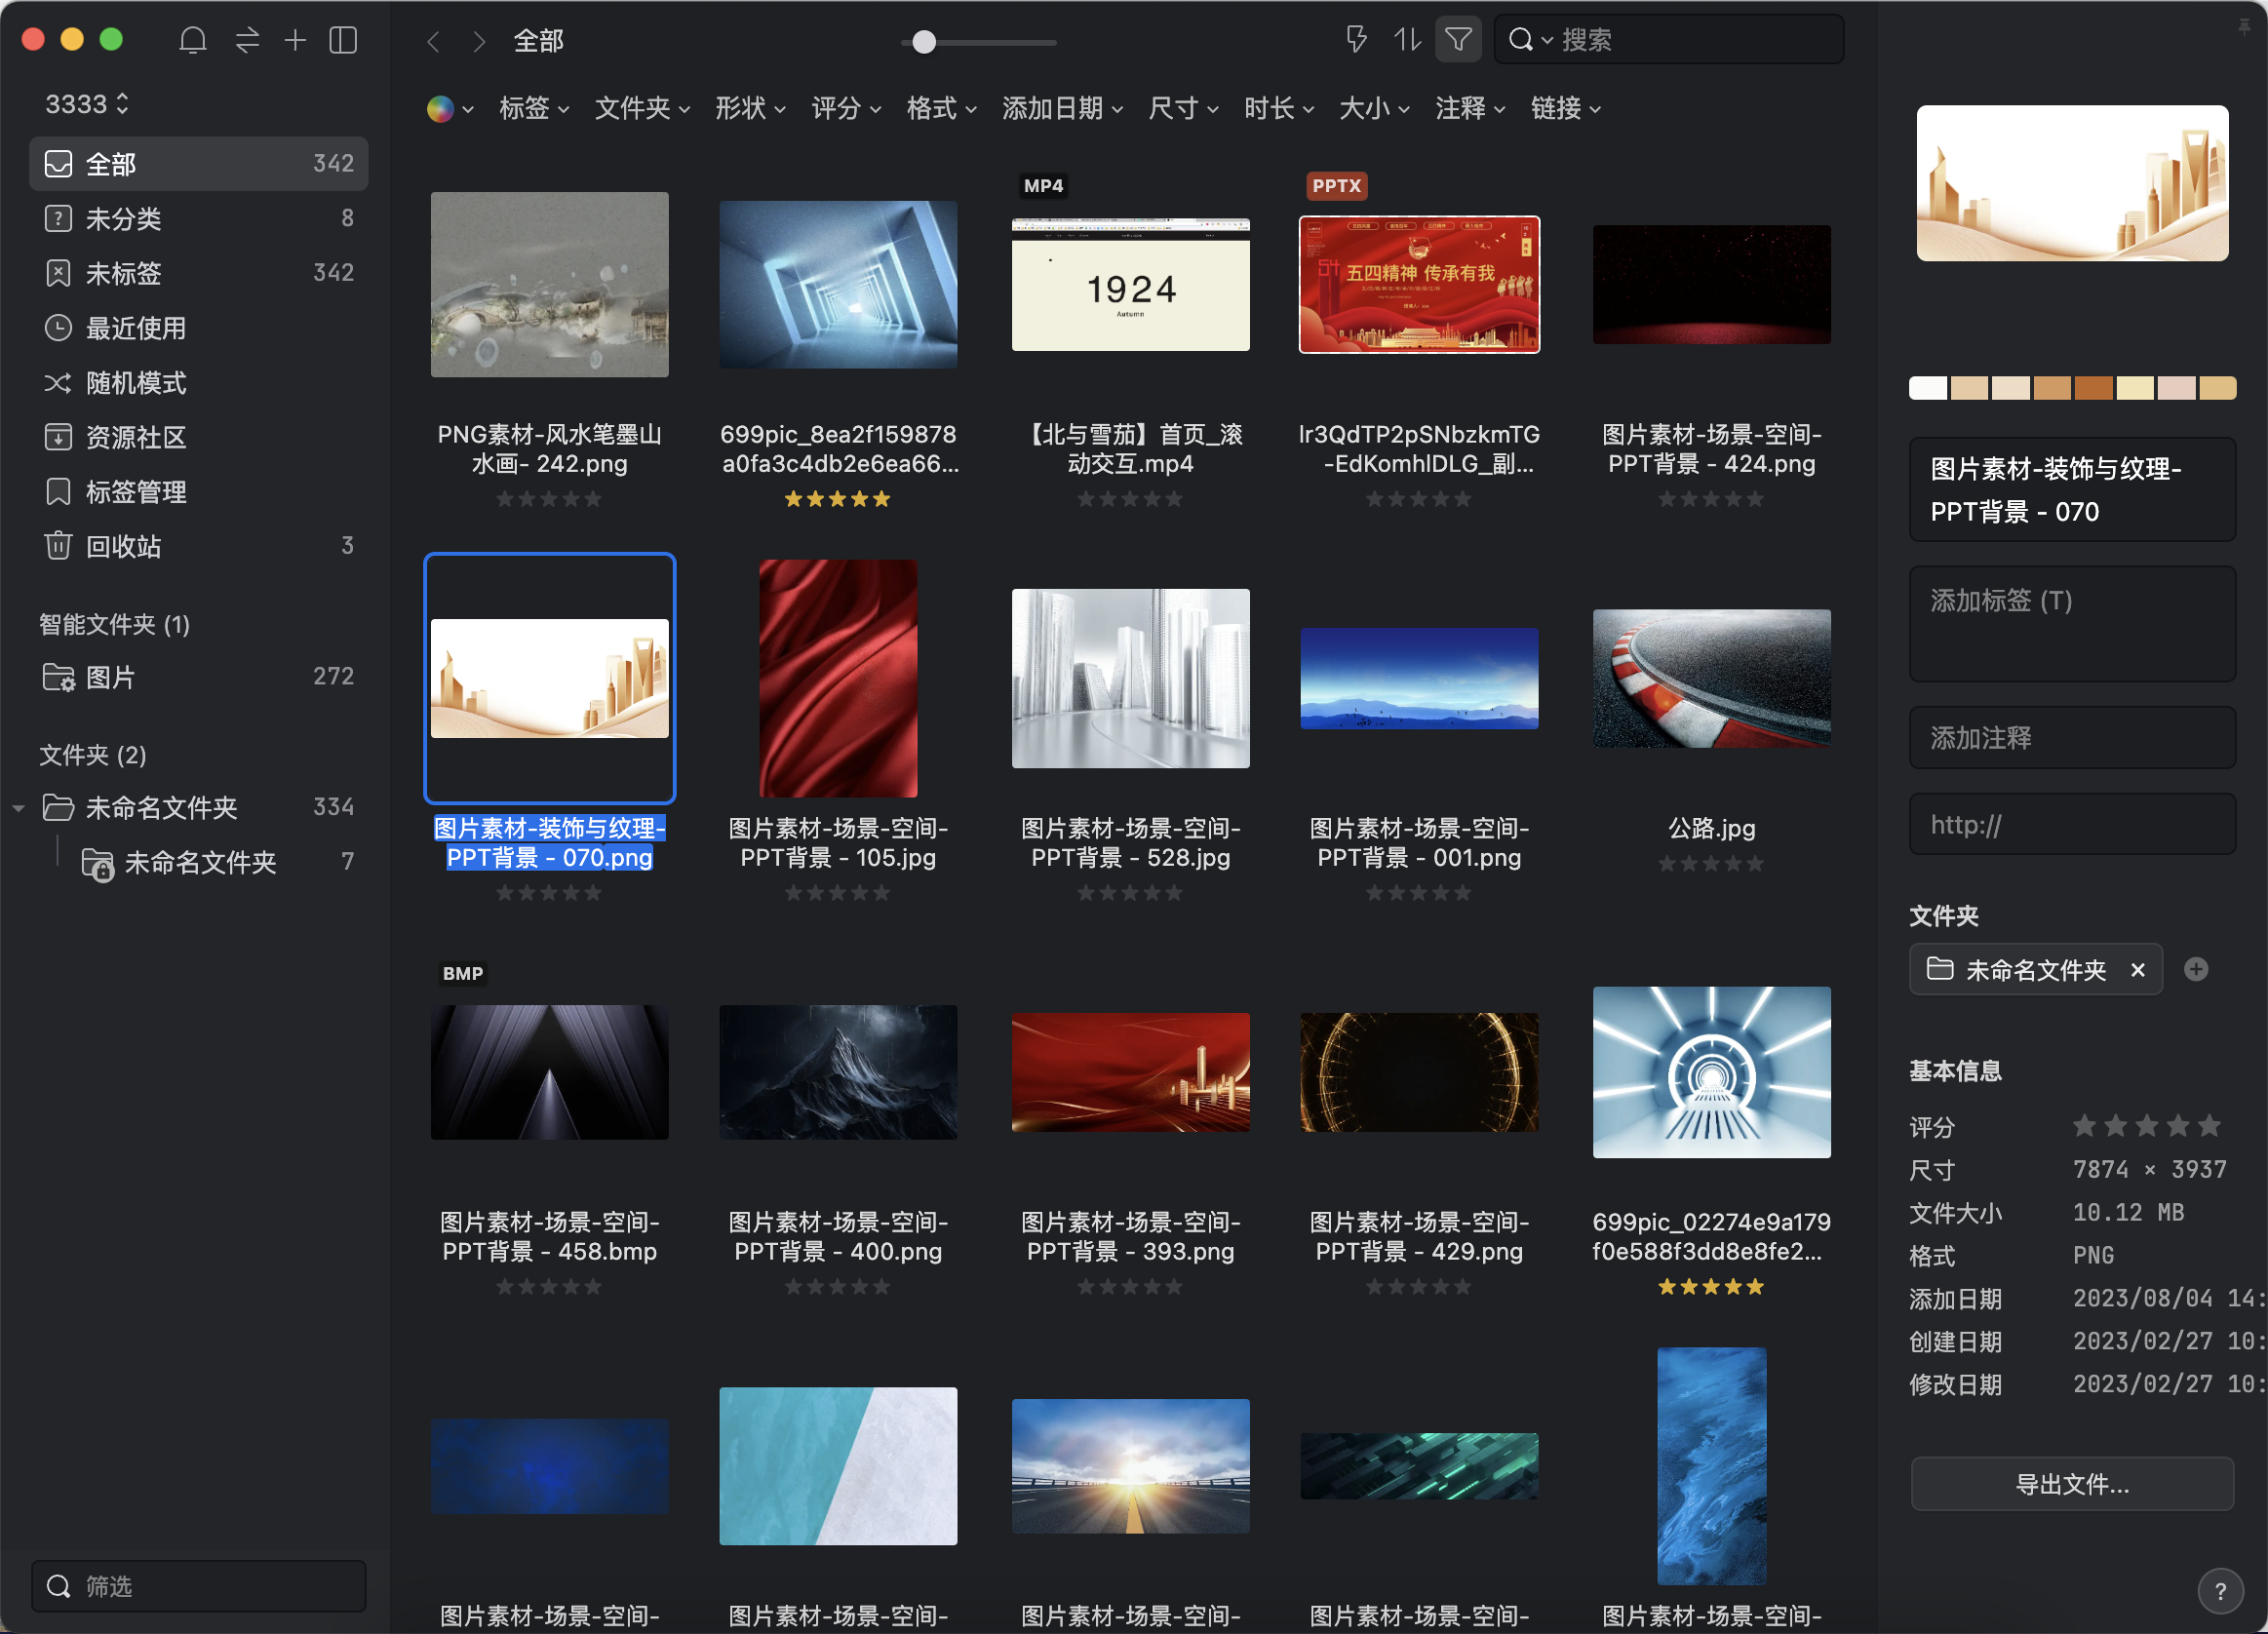 3333
全部 342
未分类 8
未标签 342
最近使用
随机模式
资源社区
标签管理
回收站 3
智能文件夹 (1)
图片 272
文件夹 (2)
未命名文件夹 334
未命名文件夹 7
筛选
全部
搜索
标签 文件夹 形状 评分 格式 添加日期 尺寸 时长 大小 注释 链接
MP4
PPTX
1924
Autumn
五四精神 传承有我
PNG素材-风水笔墨山
水画- 242.png
699pic_8ea2f159878
a0fa3c4db2e6ea66...
【北与雪茄】首页_滚
动交互.mp4
lr3QdTP2pSNbzkmTG
-EdKomhlDLG_副...
图片素材-场景-空间-
PPT背景 - 424.png
图片素材-装饰与纹理-
PPT背景 - 070.png
图片素材-场景-空间-
PPT背景 - 105.jpg
图片素材-场景-空间-
PPT背景 - 528.jpg
图片素材-场景-空间-
PPT背景 - 001.png
公路.jpg
BMP
图片素材-场景-空间-
PPT背景 - 458.bmp
图片素材-场景-空间-
PPT背景 - 400.png
图片素材-场景-空间-
PPT背景 - 393.png
图片素材-场景-空间-
PPT背景 - 429.png
699pic_02274e9a179
f0e588f3dd8e8fe2...
图片素材-场景-空间-
图片素材-场景-空间-
图片素材-场景-空间-
图片素材-场景-空间-
图片素材-场景-空间-
图片素材-装饰与纹理-
PPT背景 - 070
添加标签 (T)
添加注释
http://
文件夹
未命名文件夹
基本信息
评分
尺寸 7874 × 3937
文件大小 10.12 MB
格式 PNG
添加日期 2023/08/04 14:
创建日期 2023/02/27 10:
修改日期 2023/02/27 10:
导出文件...
?